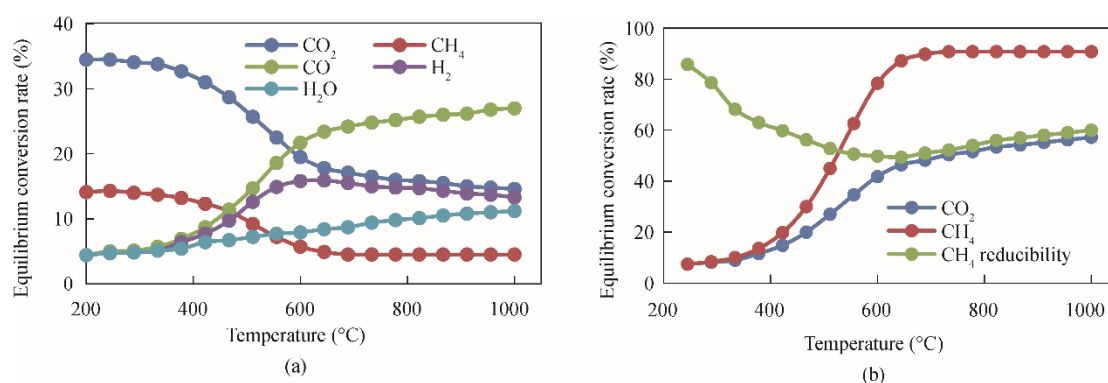 (a)
40
30
20
10
0
Equilibrium conversion rate (%)
CO₂
CH₄
CO
H₂
H₂O
200
400
600
800
1000
Temperature (°C)
(a)
(b)
100
80
60
40
20
0
Equilibrium conversion rate (%)
CO₂
CH₄
CH₄ reducibility
200
400
600
800
1000
Temperature (°C)
(b)